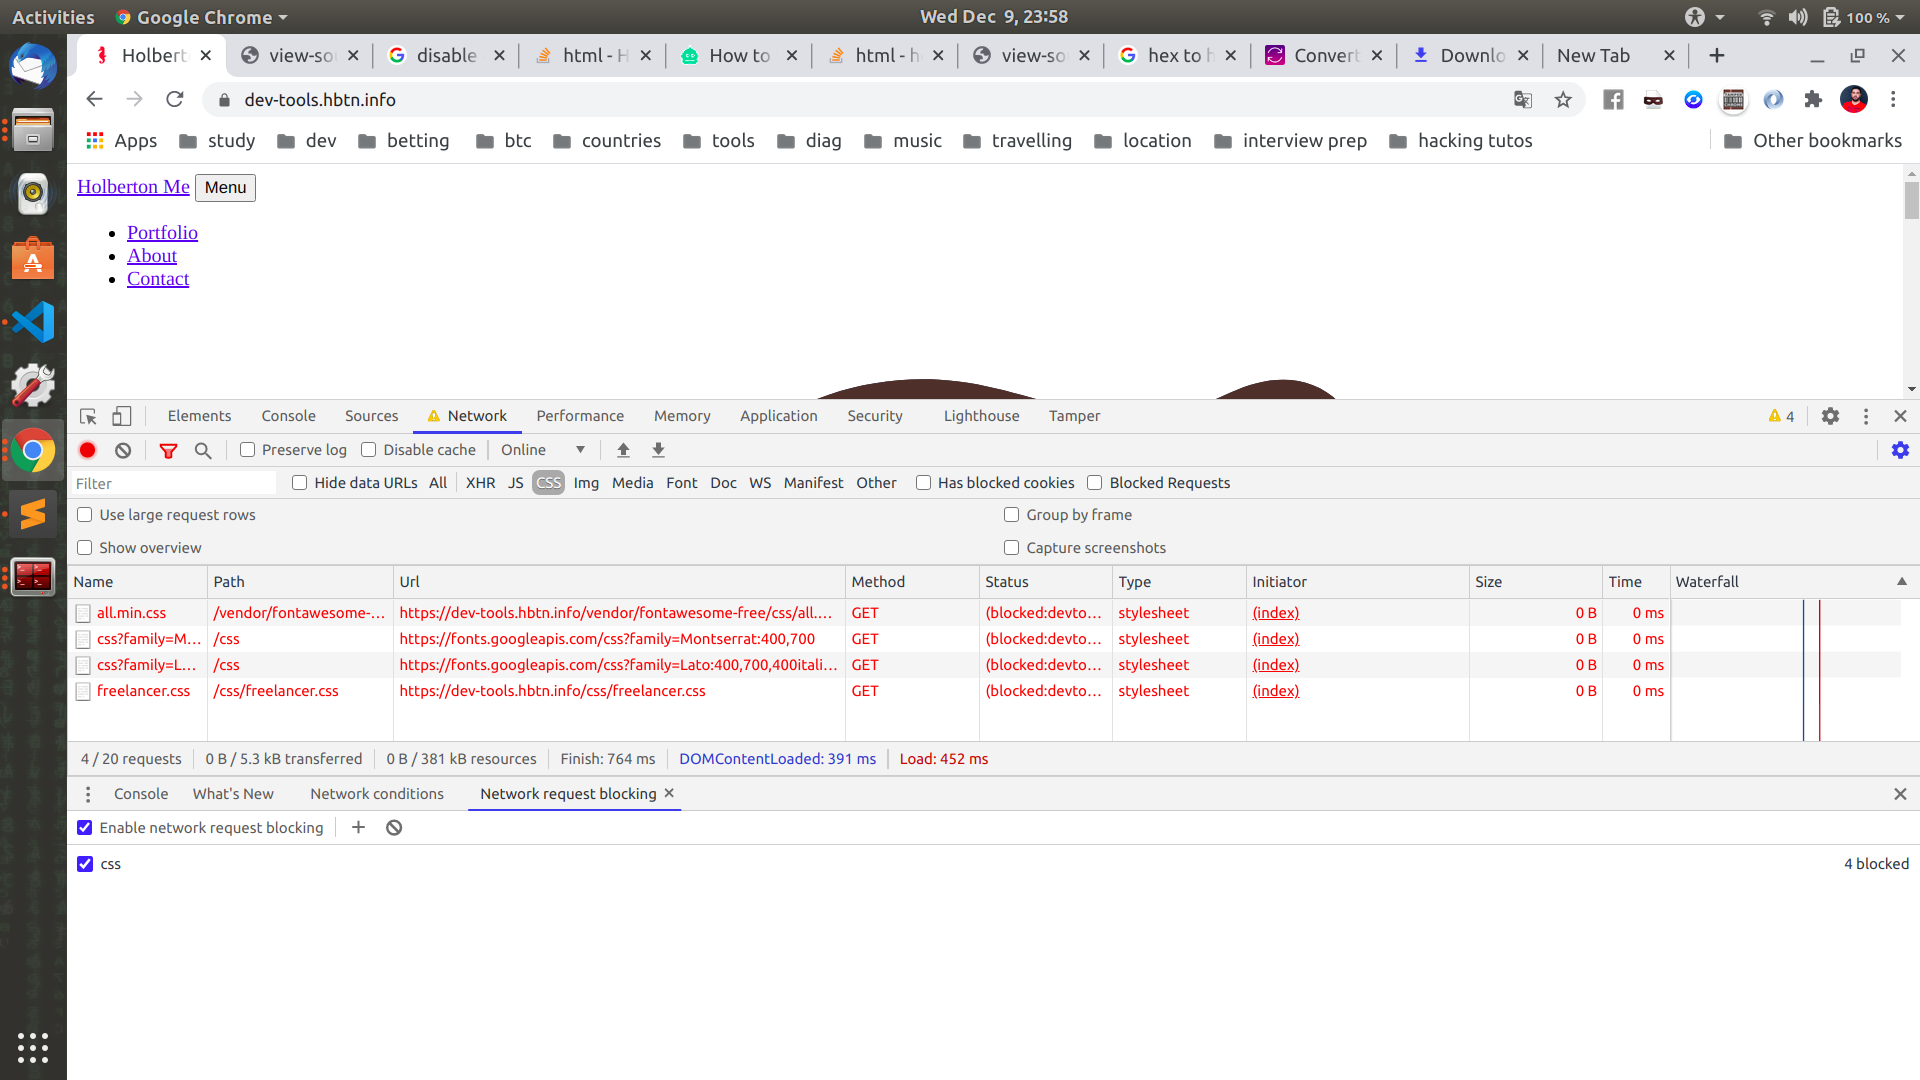 Activities Google Chrome Wed Dec 9, 23:58 100 %
Holberto view-sou disable html - H How to html - ho view-so hex to h Convert Downlo New Tab
dev-tools.hbtn.info
Apps study dev betting btc countries tools diag music travelling location interview prep hacking tutos Other bookmarks
Holberton Me Menu
Portfolio
About
Contact
Elements Console Sources Network Performance Memory Application Security Lighthouse Tamper 4
Preserve log Disable cache Online
Filter Hide data URLs All XHR JS CSS Img Media Font Doc WS Manifest Other Has blocked cookies Blocked Requests
Use large request rows Group by frame
Show overview Capture screenshots
Name Path Url Method Status Type Initiator Size Time Waterfall
all.min.css /vendor/fontawesome-… https://dev-tools.hbtn.info/vendor/fontawesome-free/css/all.… GET (blocked:devto… stylesheet (index) 0 B 0 ms
css?family=M… /css https://fonts.googleapis.com/css?family=Montserrat:400,700 GET (blocked:devto… stylesheet (index) 0 B 0 ms
css?family=L… /css https://fonts.googleapis.com/css?family=Lato:400,700,400itali… GET (blocked:devto… stylesheet (index) 0 B 0 ms
freelancer.css /css/freelancer.css https://dev-tools.hbtn.info/css/freelancer.css GET (blocked:devto… stylesheet (index) 0 B 0 ms
4 / 20 requests 0 B / 5.3 kB transferred 0 B / 381 kB resources Finish: 764 ms DOMContentLoaded: 391 ms Load: 452 ms
Console What's New Network conditions Network request blocking
Enable network request blocking
css 4 blocked